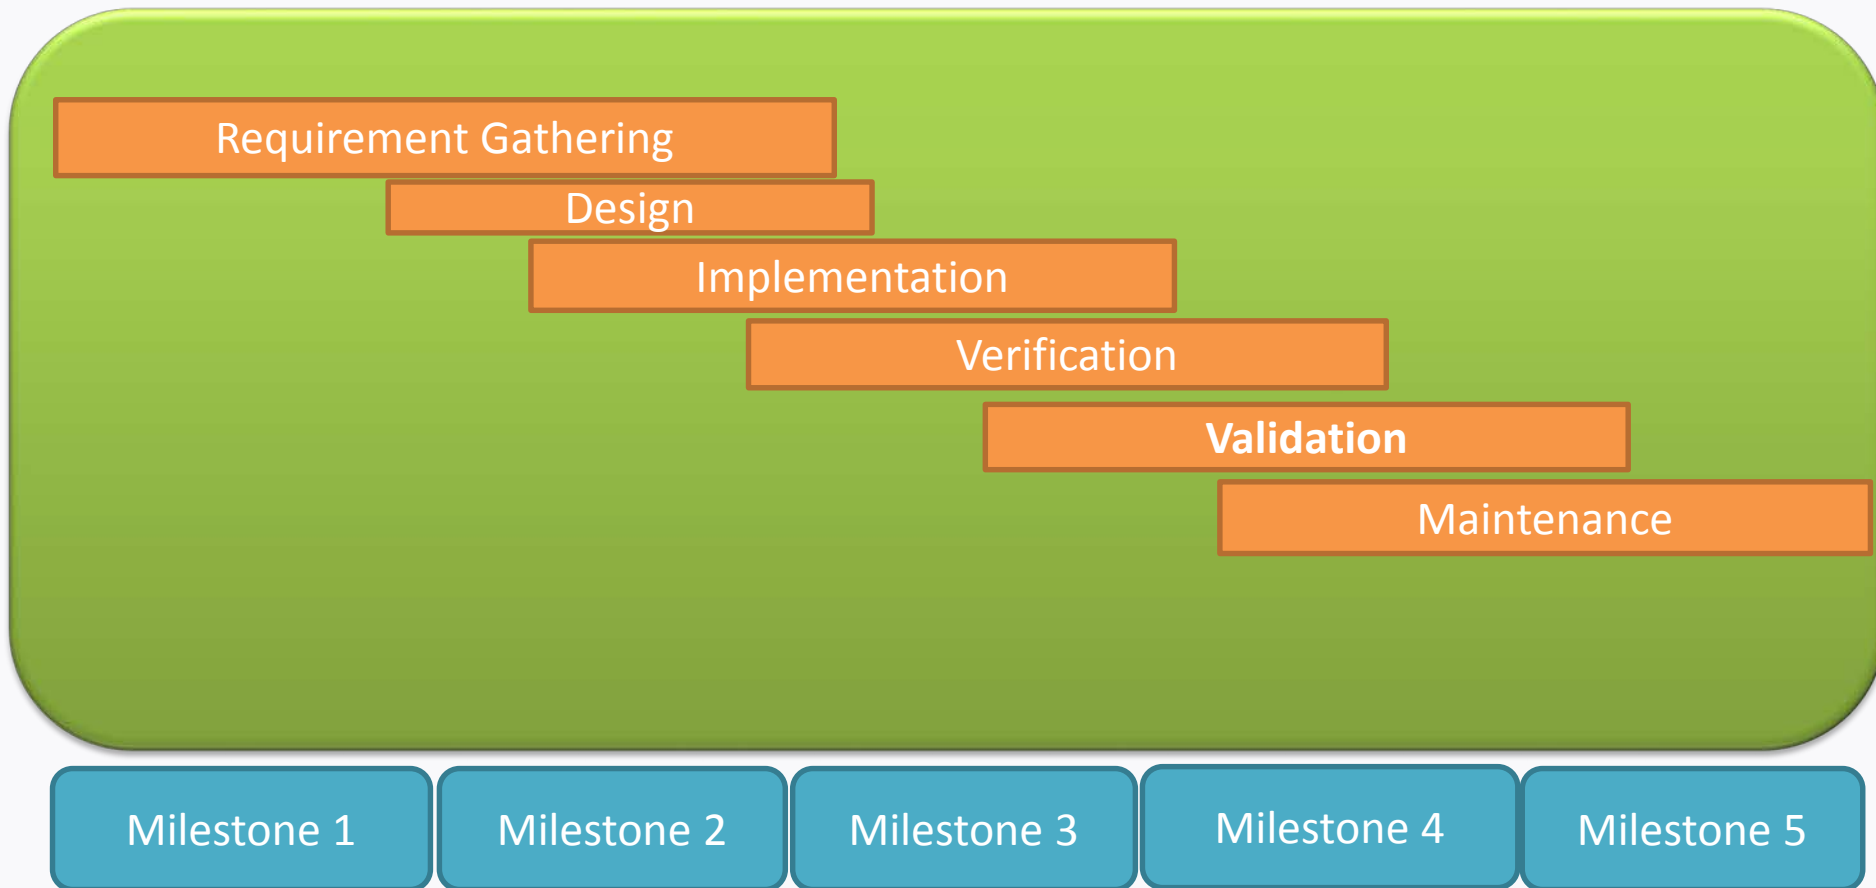 Requirement Gathering
Design
Implementation
Verification
Validation
Maintenance
Milestone 1
Milestone 2
Milestone 3
Milestone 4
Milestone 5